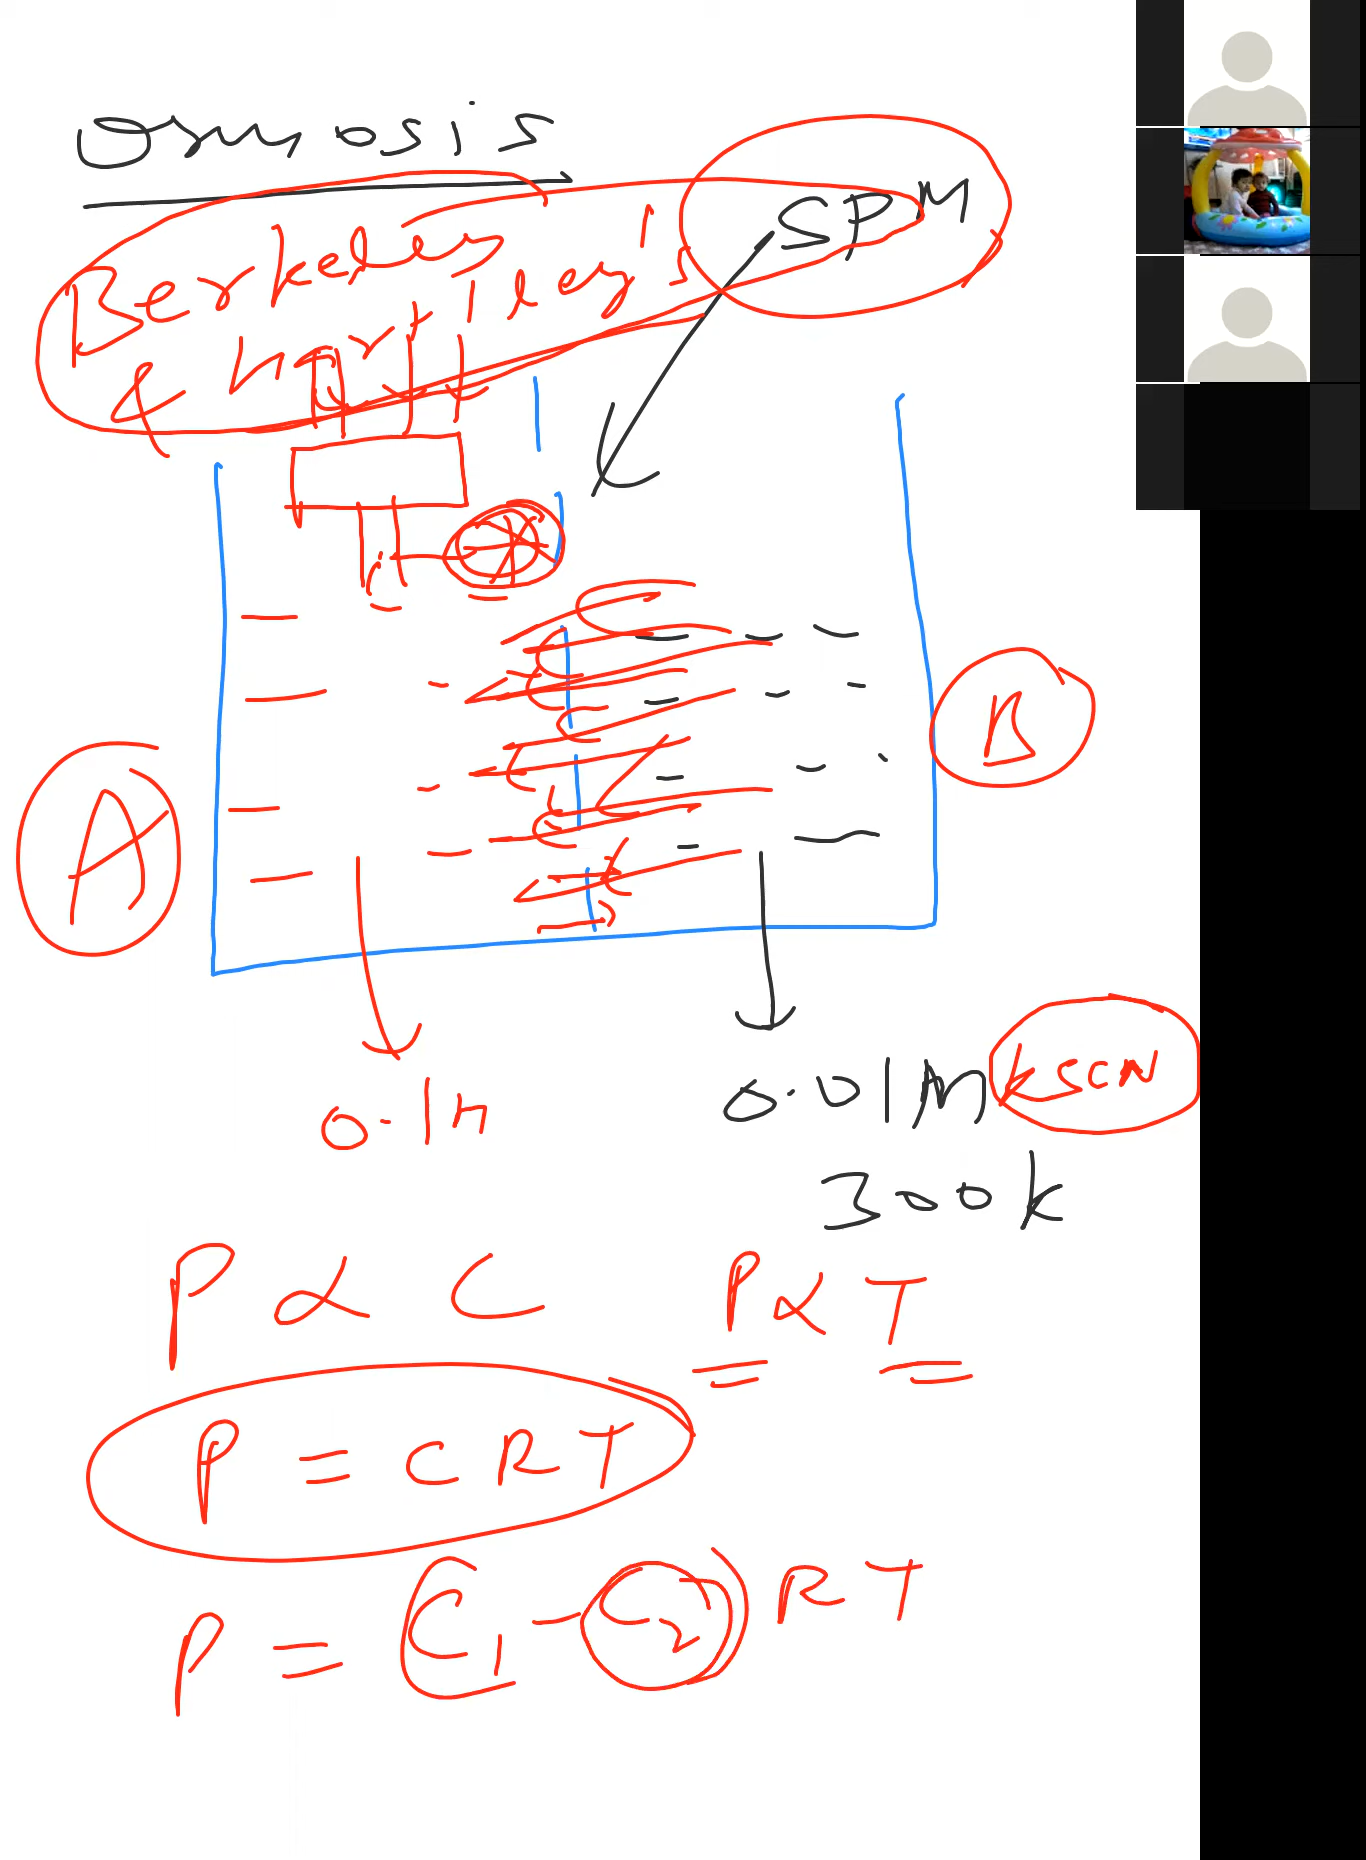 Osmosis
SPM
Berkeley's
& hartley's
A
B
0.1M
0.01M KSCN
300K
P ∝ C
P ∝ T
P = CRT
P = (C1 - C2) RT